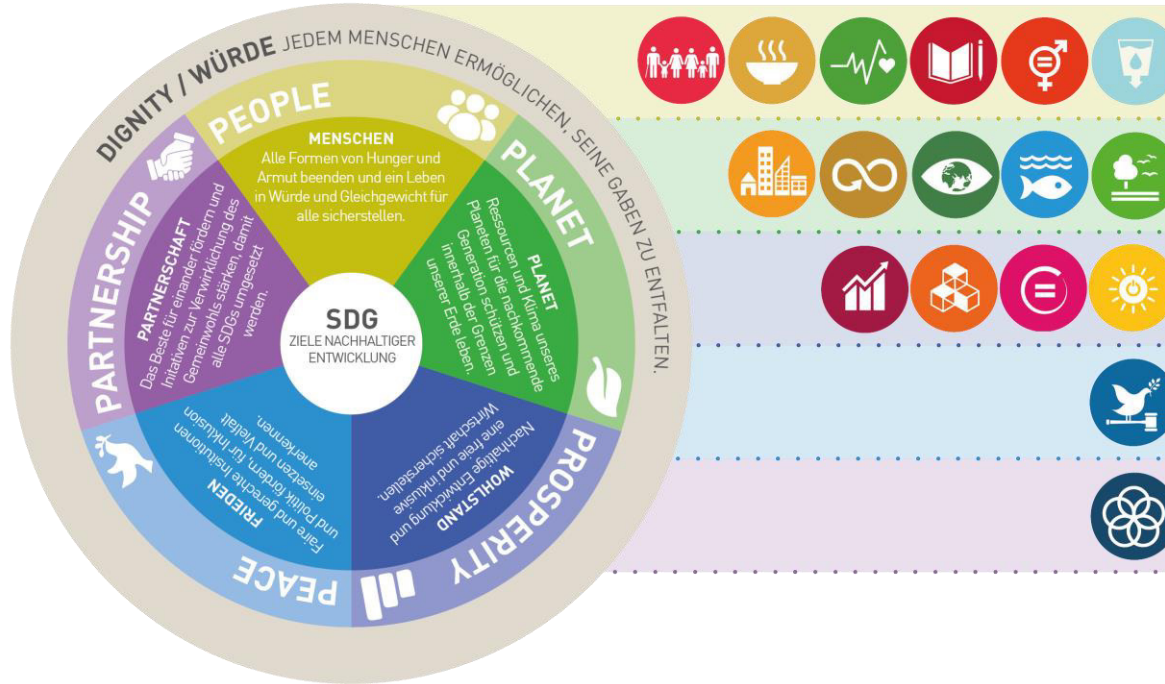 DIGNITY / WÜRDE JEDEM MENSCHEN ERMÖGLICHEN, SEINE GABEN ZU ENTFALTEN.
PEOPLE
MENSCHEN
Alle Formen von Hunger und
Armut beenden und ein Leben
in Würde und Gleichgewicht für
alle sicherstellen.
PLANET
PLANET
Ressourcen und Klima unseres
Planeten für die nachkommende
Generation schützen und
innerhalb der Grenzen
unserer Erde leben.
PROSPERITY
WOHLSTAND
Nachhaltige Entwicklung und
eine freie und inklusive
Wirtschaft sicherstellen.
PEACE
FRIEDEN
Faire und gerechte Insitutionen
und Politik fördern, für Inklusion
einsetzen und Vielfalt
anerkennen.
PARTNERSHIP
PARTNERSCHAFT
Das Beste für einander fördern und
Initativen zur Verwirklichung des
Gemeinwohls stärken, damit
alle SDGs umgesetzt
werden.
SDG
ZIELE NACHHALTIGER
ENTWICKLUNG